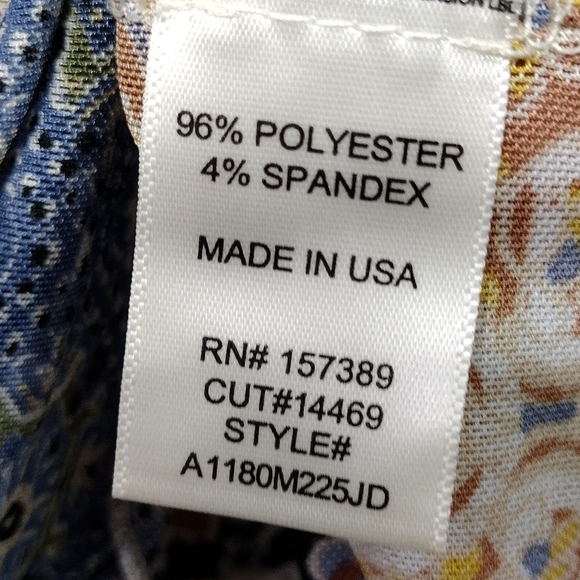 96% POLYESTER
4% SPANDEX
MADE IN USA
RN# 157389
CUT#14469
STYLE#
A1180M225JD